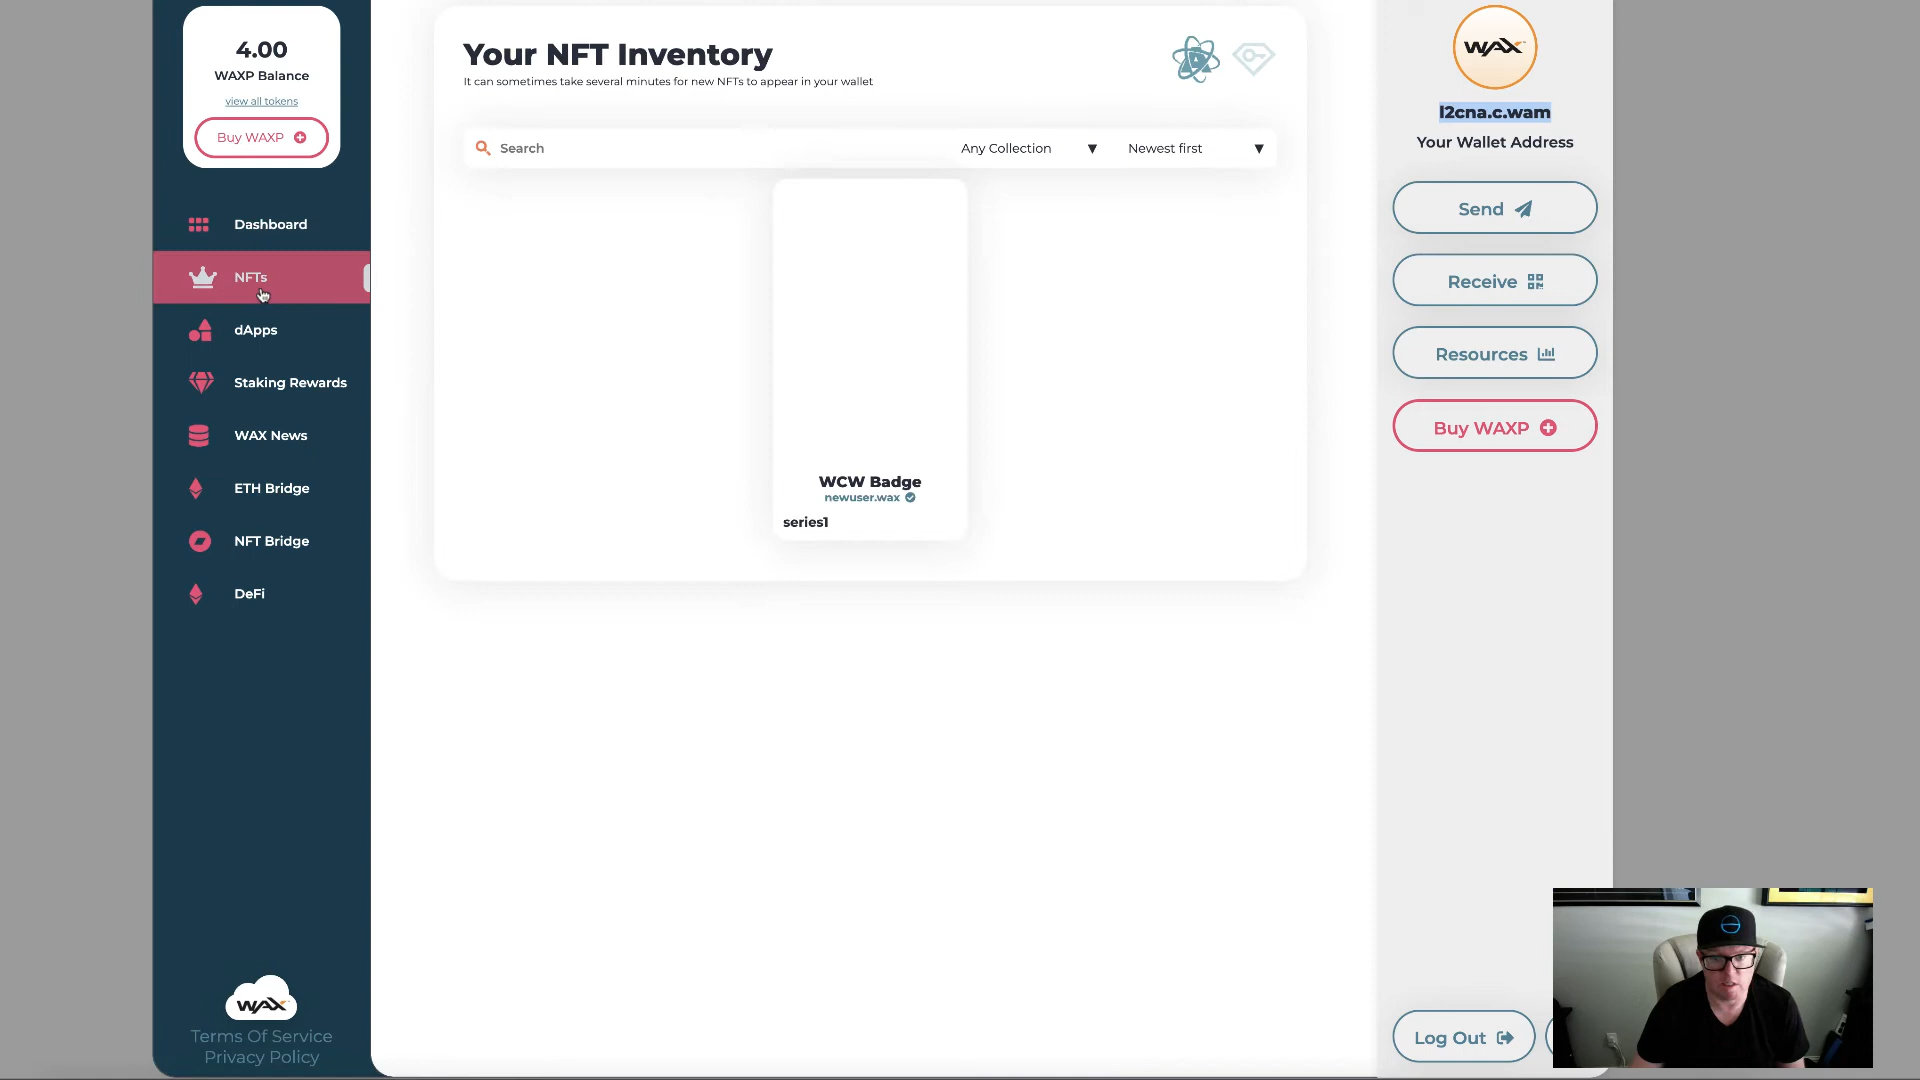 4.00
WAXP Balance
view all tokens
Buy WAXP
Dashboard
NFTs
dApps
Staking Rewards
WAX News
ETH Bridge
NFT Bridge
DeFi
WAX
Terms Of Service
Privacy Policy
Your NFT Inventory
It can sometimes take several minutes for new NFTs to appear in your wallet
Search
Any Collection
Newest first
WCW Badge
newuser.wax
series1
WAX
l2cna.c.wam
Your Wallet Address
Send
Receive
Resources
Buy WAXP
Log Out